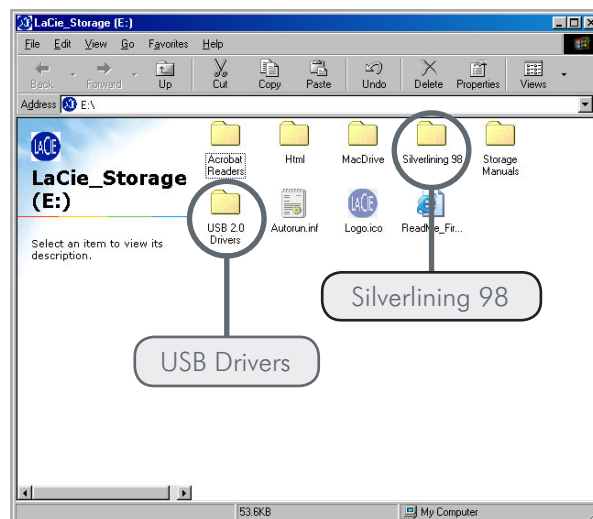 LaCie_Storage (E:)
File Edit View Go Favorites Help
Back Forward Up Cut Copy Paste Undo Delete Properties Views
Address E:\
LACIE
LaCie_Storage
(E:)
Select an item to view its
description.
Acrobat
Readers
Html
MacDrive
Silverlining 98
Storage
Manuals
USB 2.0
Drivers
Autorun.inf
LACIE
Logo.ico
ReadMe_Fir...
Silverlining 98
USB Drivers
53.6KB
My Computer